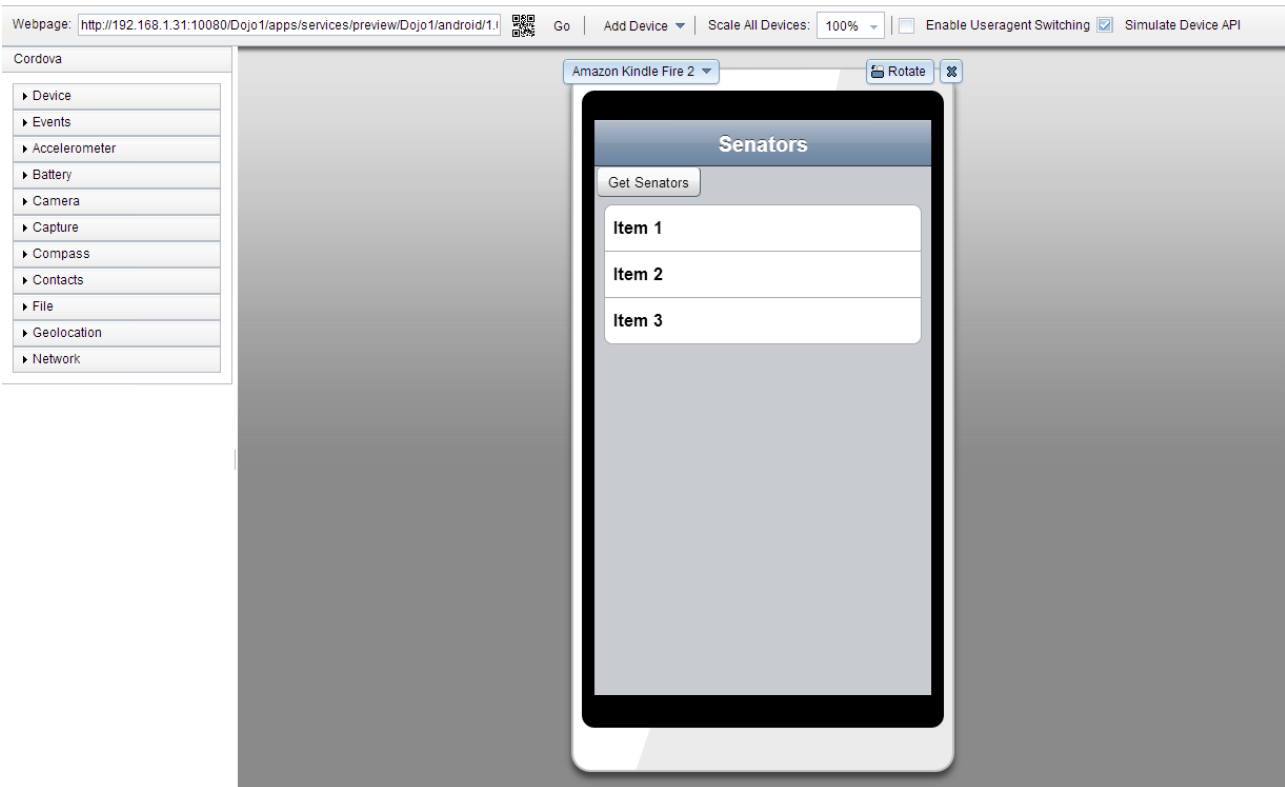 Webpage: http://192.168.1.31:10080/Dojo1/apps/services/preview/Dojo1/android/1. Go Add Device Scale All Devices: 100% Enable Useragent Switching Simulate Device API
Cordova
Device
Events
Accelerometer
Battery
Camera
Capture
Compass
Contacts
File
Geolocation
Network
Amazon Kindle Fire 2 Rotate
Senators
Get Senators
Item 1
Item 2
Item 3